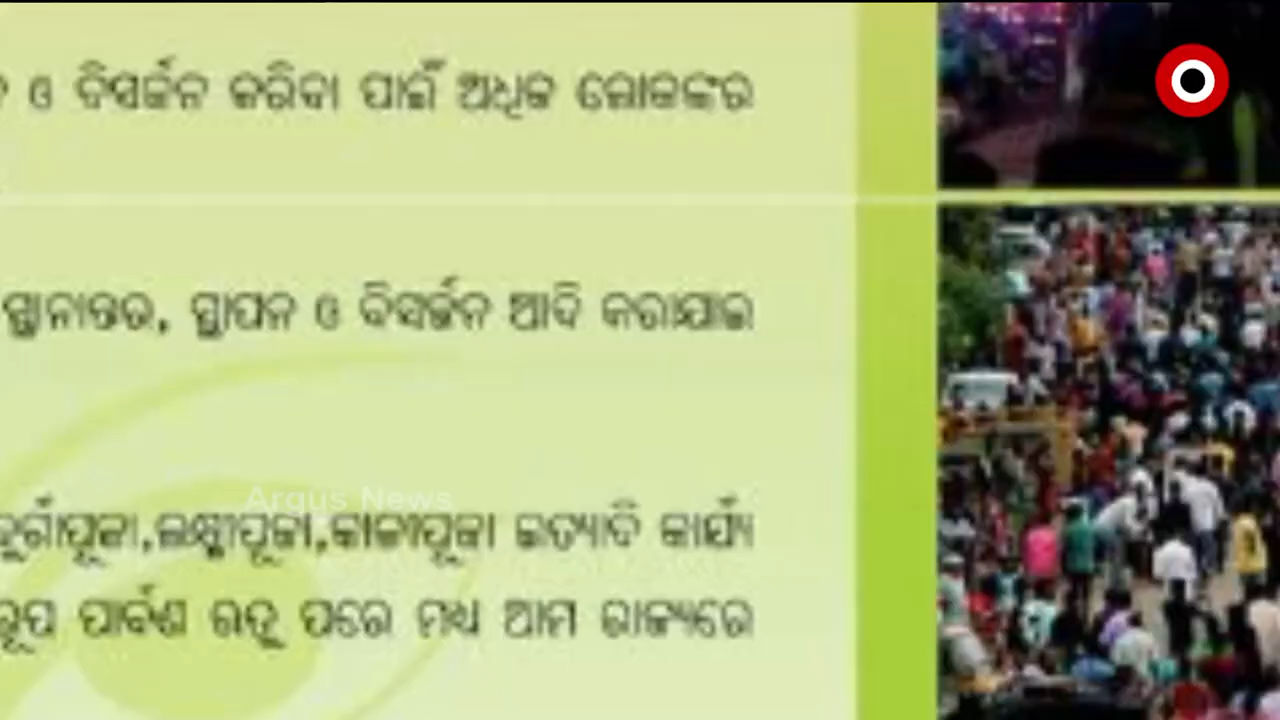 ଓ ବିସର୍ଜନ କରିବା ପାଇଁ ଅଧିକ ଲୋକଙ୍କର
ସ୍ଥାନାନ୍ତର, ସ୍ଥାପନ ଓ ବିସର୍ଜନ ଆଦି କରାଯାଇ
Argus News
ଦୁର୍ଗାପୂଜା,ଲକ୍ଷ୍ମୀପୂଜା,କାଳୀପୂଜା ଇତ୍ୟାଦି କାର୍ଯ୍ୟ
ପାର୍ବଣ ଋତୁ ପରେ ମଧ୍ୟ ଆମ ରାଜ୍ୟରେ